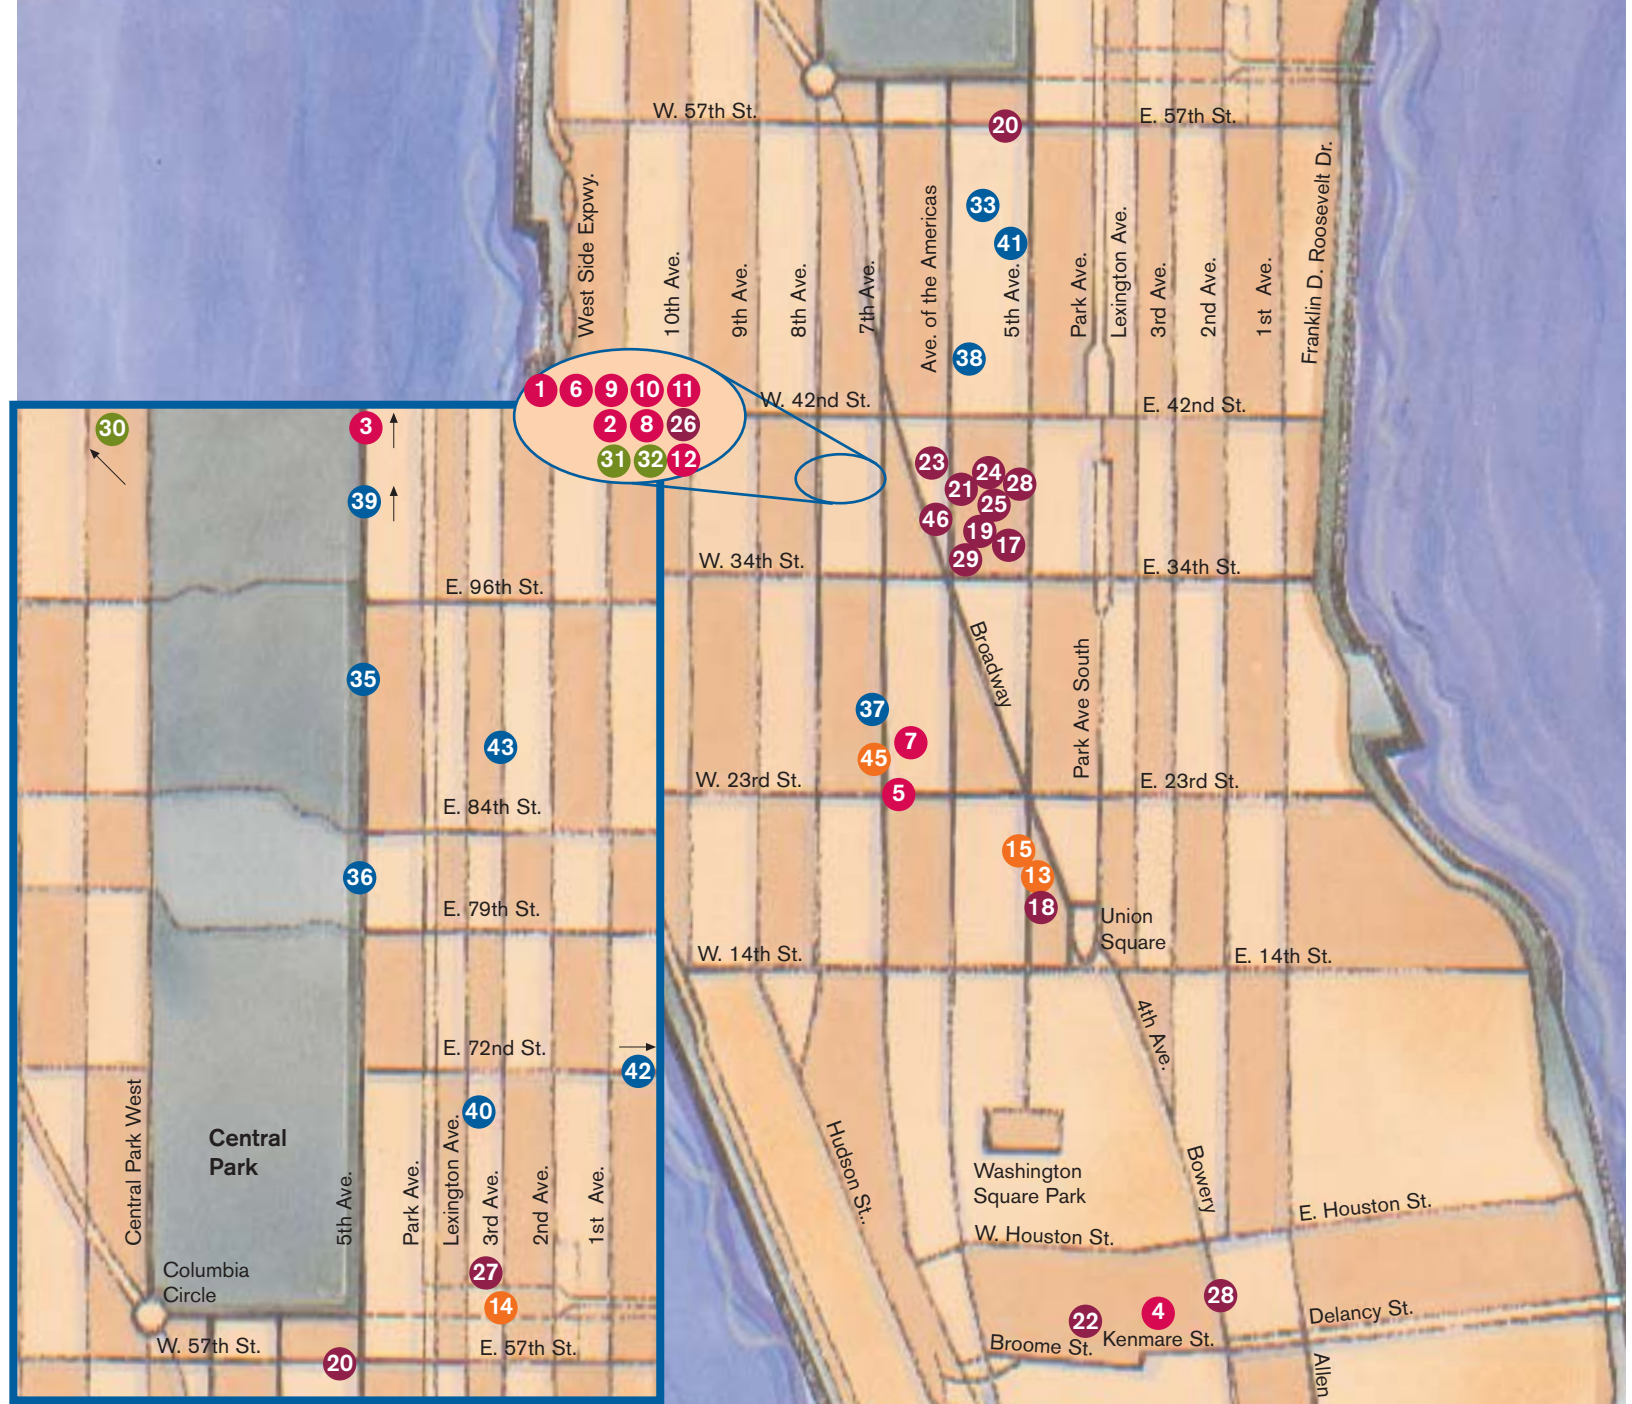 W. 57th St.
E. 57th St.
20
33
41
38
West Side Expwy.
10th Ave.
9th Ave.
8th Ave.
7th Ave.
Ave. of the Americas
5th Ave.
Park Ave.
Lexington Ave.
3rd Ave.
2nd Ave.
1st Ave.
Franklin D. Roosevelt Dr.
1 6 9 10 11
2 8 26
31 32 12
W. 42nd St.
E. 42nd St.
23
24
28
21
25
46
19
17
29
W. 34th St.
E. 34th St.
Broadway
Park Ave South
37
7
45
5
W. 23rd St.
E. 23rd St.
15
13
18
Union
Square
W. 14th St.
E. 14th St.
4th Ave.
Hudson St..
Washington
Square Park
Bowery
W. Houston St.
E. Houston St.
28
4
22
Broome St.
Kenmare St.
Delancy St.
Allen
30
3
39
E. 96th St.
35
43
E. 84th St.
36
E. 79th St.
E. 72nd St.
42
40
Central Park West
Central
Park
5th Ave.
Park Ave.
Lexington Ave.
3rd Ave.
2nd Ave.
1st Ave.
Columbia
Circle
27
14
W. 57th St.
E. 57th St.
20